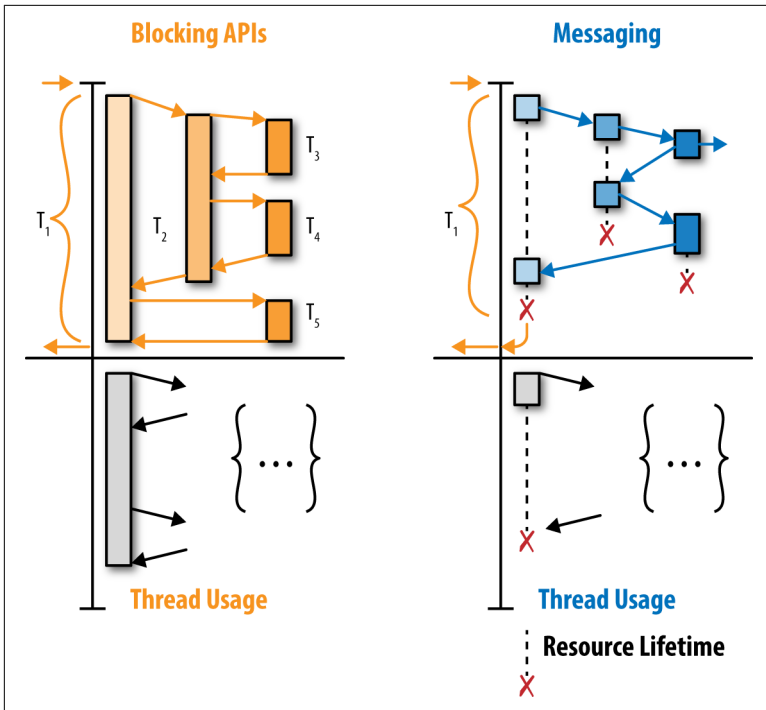 Blocking APIs
Messaging
T₃
T₁
T₂
T₄
T₅
T₁
{ ... }
{ ... }
Thread Usage
Thread Usage
Resource Lifetime